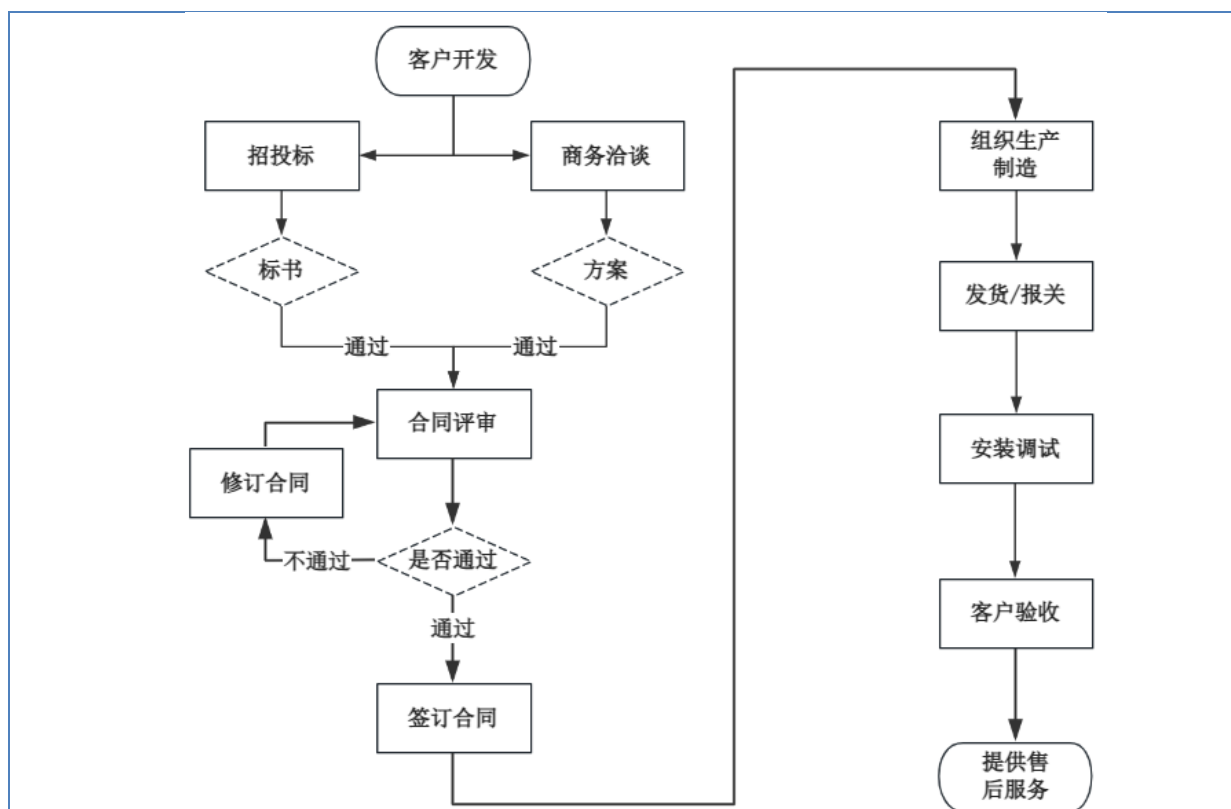 客户开发
招投标
商务洽谈
标书
方案
通过
通过
合同评审
修订合同
不通过
是否通过
通过
签订合同
组织生产
制造
发货/报关
安装调试
客户验收
提供售
后服务